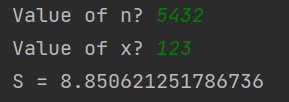 Value of n? 5432
Value of x? 123
S = 8.850621251786736